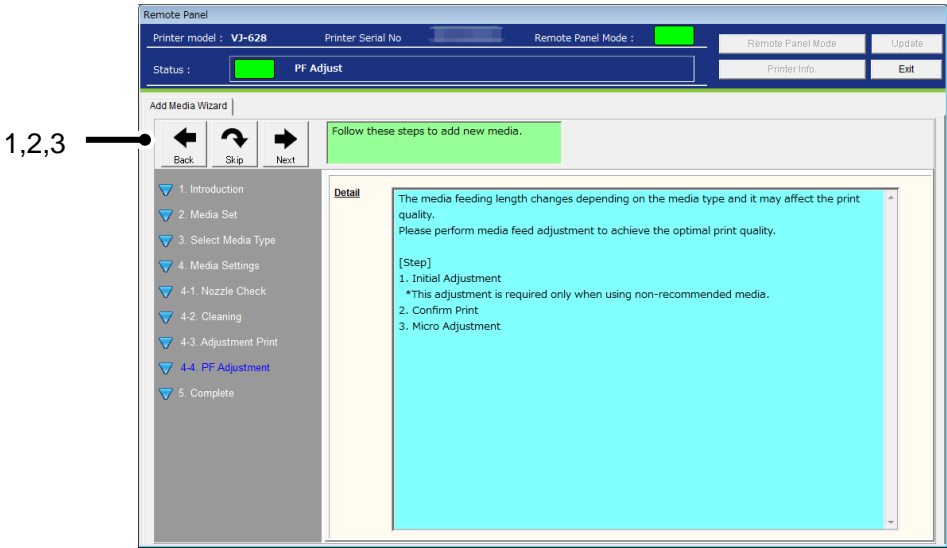 Remote Panel
Printer model : VJ-628 Printer Serial No Remote Panel Mode : Remote Panel Mode Update
Status : PF Adjust Printer Info. Exit
Add Media Wizard
1,2,3
Back Skip Next
Follow these steps to add new media.
1. Introduction
2. Media Set
3. Select Media Type
4. Media Settings
4-1. Nozzle Check
4-2. Cleaning
4-3. Adjustment Print
4-4. PF Adjustment
5. Complete
Detail
The media feeding length changes depending on the media type and it may affect the print
quality.
Please perform media feed adjustment to achieve the optimal print quality.
[Step]
1. Initial Adjustment
*This adjustment is required only when using non-recommended media.
2. Confirm Print
3. Micro Adjustment